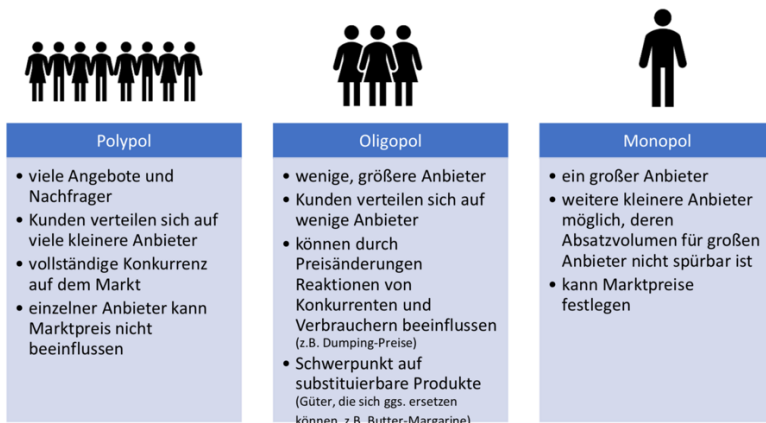 Polypol
• viele Angebote und
Nachfrager
• Kunden verteilen sich auf
viele kleinere Anbieter
• vollständige Konkurrenz
auf dem Markt
• einzelner Anbieter kann
Marktpreis nicht
beeinflussen
Oligopol
• wenige, größere Anbieter
• Kunden verteilen sich auf
wenige Anbieter
• können durch
Preisänderungen
Reaktionen von
Konkurrenten und
Verbrauchern beeinflussen
(z.B. Dumping-Preise)
• Schwerpunkt auf
substituierbare Produkte
(Güter, die sich ggs. ersetzen
können, z.B. Butter-Margarine)
Monopol
• ein großer Anbieter
• weitere kleinere Anbieter
möglich, deren
Absatzvolumen für großen
Anbieter nicht spürbar ist
• kann Marktpreise
festlegen